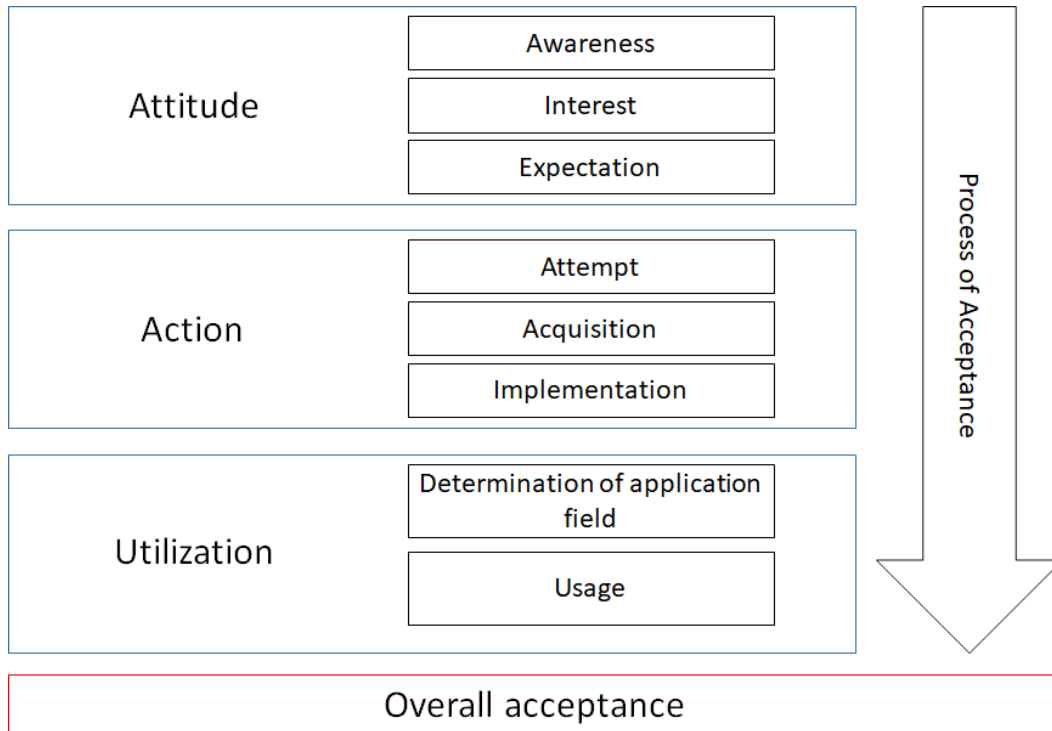 Attitude
Awareness
Interest
Expectation
Action
Attempt
Acquisition
Implementation
Utilization
Determination of application
field
Usage
Process of Acceptance
Overall acceptance